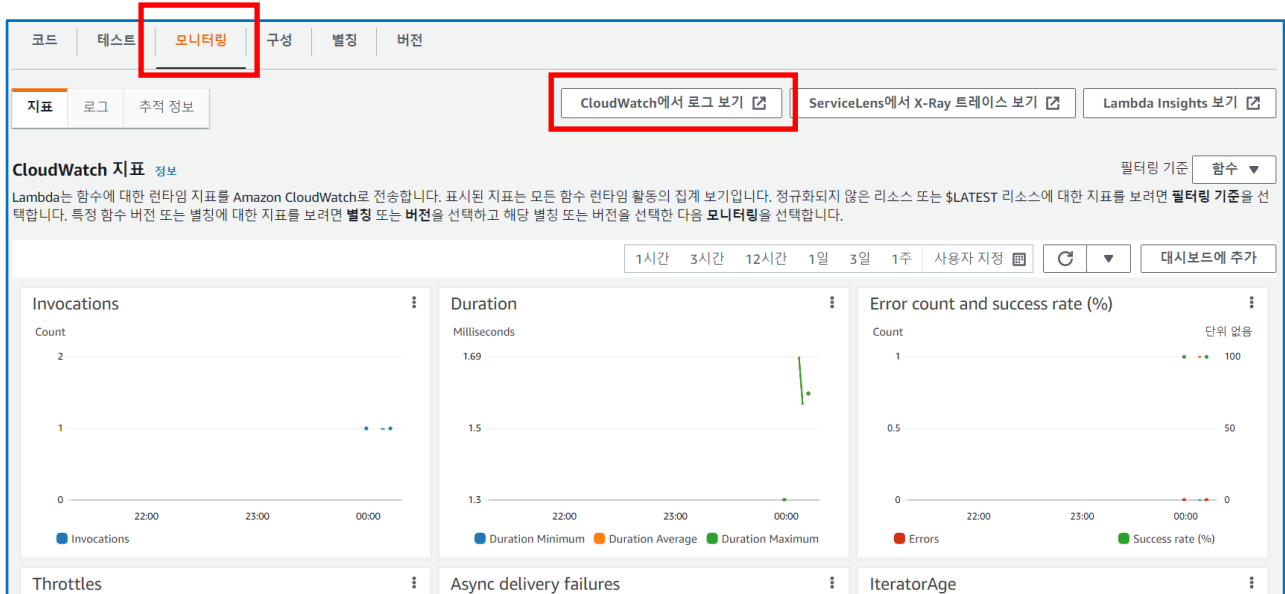 코드 테스트 모니터링 구성 별칭 버전
지표 로그 추적 정보 CloudWatch에서 로그 보기 ServiceLens에서 X-Ray 트레이스 보기 Lambda Insights 보기
CloudWatch 지표 정보 필터링 기준 함수
Lambda는 함수에 대한 런타임 지표를 Amazon CloudWatch로 전송합니다. 표시된 지표는 모든 함수 런타임 활동의 집계 보기입니다. 정규화되지 않은 리소스 또는 $LATEST 리소스에 대한 지표를 보려면 필터링 기준을 선
택합니다. 특정 함수 버전 또는 별칭에 대한 지표를 보려면 별칭 또는 버전을 선택하고 해당 별칭 또는 버전을 선택한 다음 모니터링을 선택합니다.
1시간 3시간 12시간 1일 3일 1주 사용자 지정 대시보드에 추가
Invocations
Count
2
1
0
22:00 23:00 00:00
Invocations
Duration
Milliseconds
1.69
1.5
1.3
22:00 23:00 00:00
Duration Minimum Duration Average Duration Maximum
Error count and success rate (%)
Count 단위 없음
1 100
0.5 50
0 0
22:00 23:00 00:00
Errors Success rate (%)
Throttles
Async delivery failures
IteratorAge